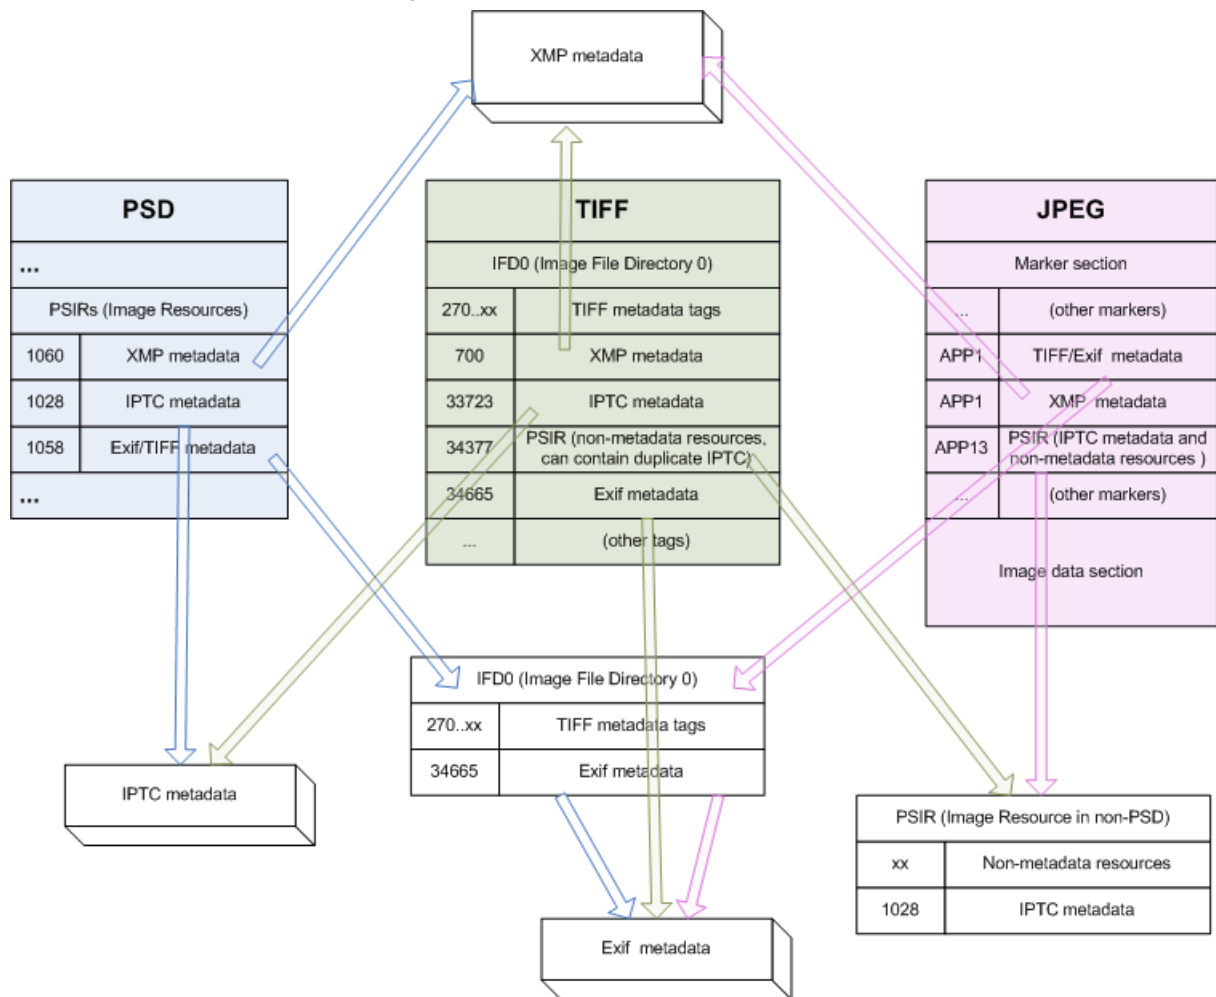 XMP metadata
PSD
...
PSIRs (Image Resources)
1060 XMP metadata
1028 IPTC metadata
1058 Exif/TIFF metadata
...
TIFF
IFD0 (Image File Directory 0)
270..xx TIFF metadata tags
700 XMP metadata
33723 IPTC metadata
34377 PSIR (non-metadata resources,
can contain duplicate IPTC)
34665 Exif metadata
... (other tags)
JPEG
Marker section
... (other markers)
APP1 TIFF/Exif metadata
APP1 XMP metadata
APP13 PSIR (IPTC metadata and
non-metadata resources )
... (other markers)
Image data section
IFD0 (Image File Directory 0)
270..xx TIFF metadata tags
34665 Exif metadata
IPTC metadata
PSIR (Image Resource in non-PSD)
xx Non-metadata resources
1028 IPTC metadata
Exif metadata